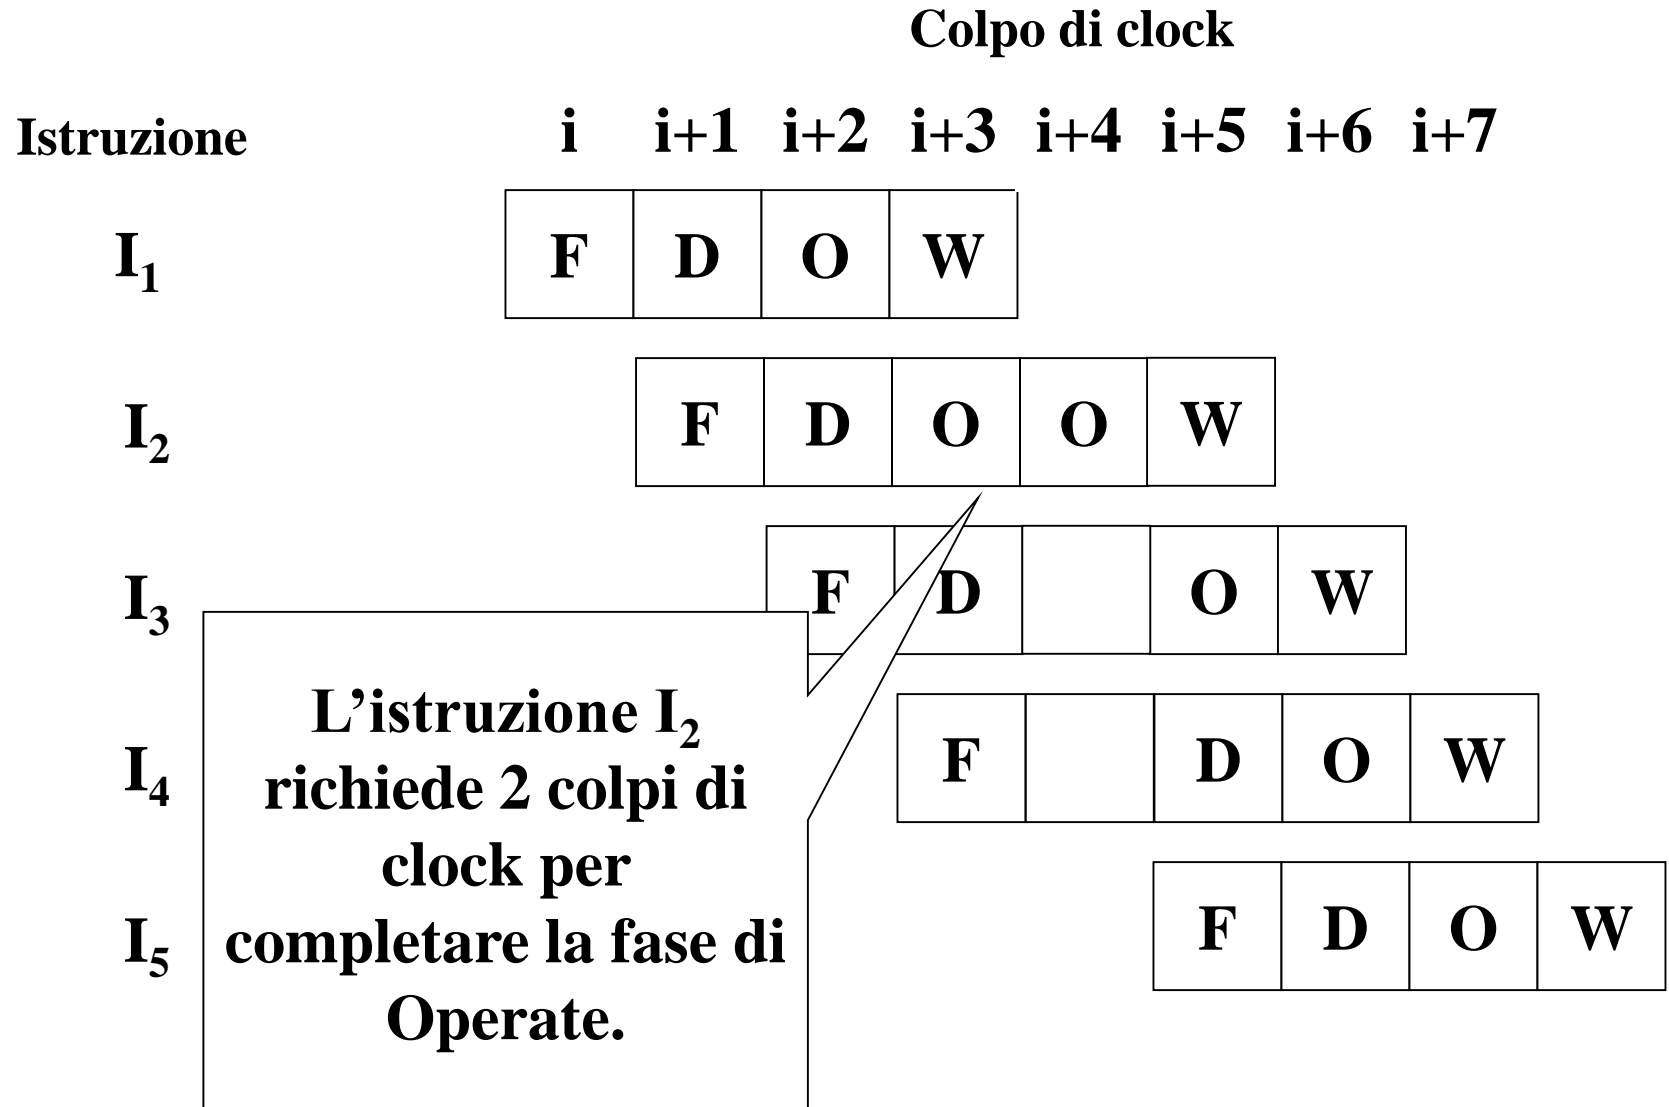 Colpo di clock
Istruzione i i+1 i+2 i+3 i+4 i+5 i+6 i+7
I1 F D O W
I2 F D O O W
I3 F D O W
I4 F D O W
I5 F D O W
L’istruzione I2
richiede 2 colpi di
clock per
completare la fase di
Operate.